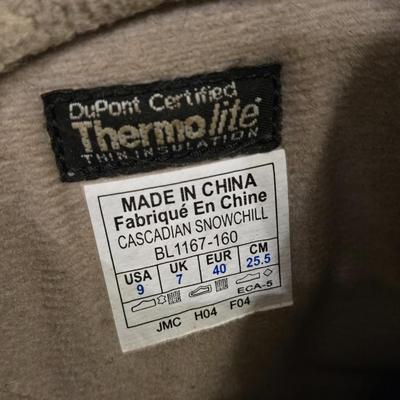 DuPont Certified
Thermolite
THIN INSULATION
MADE IN CHINA
Fabriqué En Chine
CASCADIAN SNOWCHILL
BL1167-160
USA UK EUR CM
9 7 40 25.5
ECA-5
JMC H04 F04